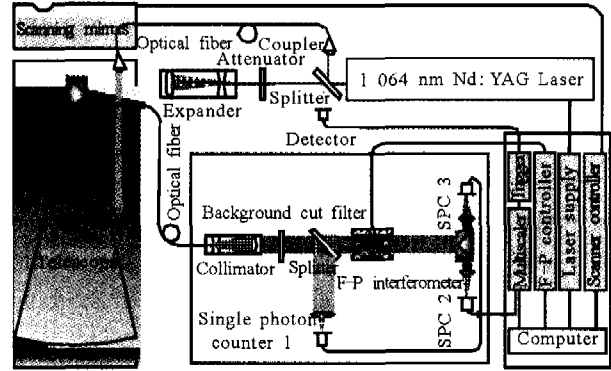 Scanning mirrors
Optical fiber
Coupler
Attenuator
Expander
Splitter
1 064 nm Nd: YAG Laser
Detector
Optical fiber
Background cut filter
Collimator
Splitter
F-P interferometer
SPC 3
SPC 2
Single photon
counter 1
Telescope
Trigger
Multiscaler
F-P controller
Laser supply
Scanner controller
Computer